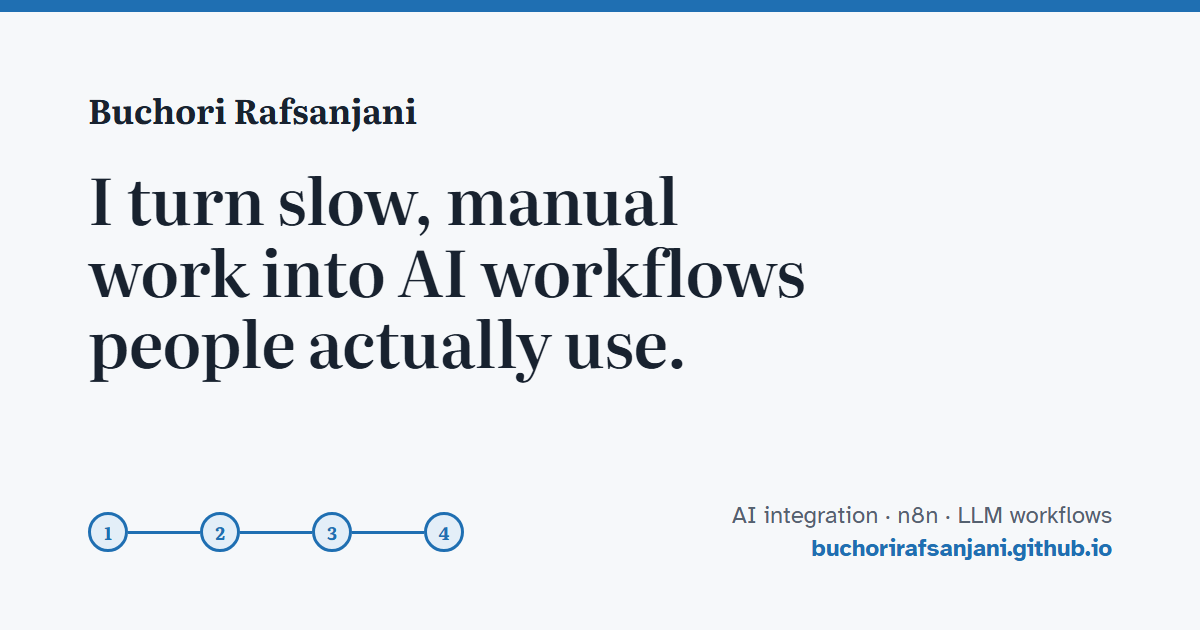 Buchori Rafsanjani
I turn slow, manual
work into AI workflows
people actually use.
1 2 3 4
AI integration · n8n · LLM workflows
buchorirafsanjani.github.io